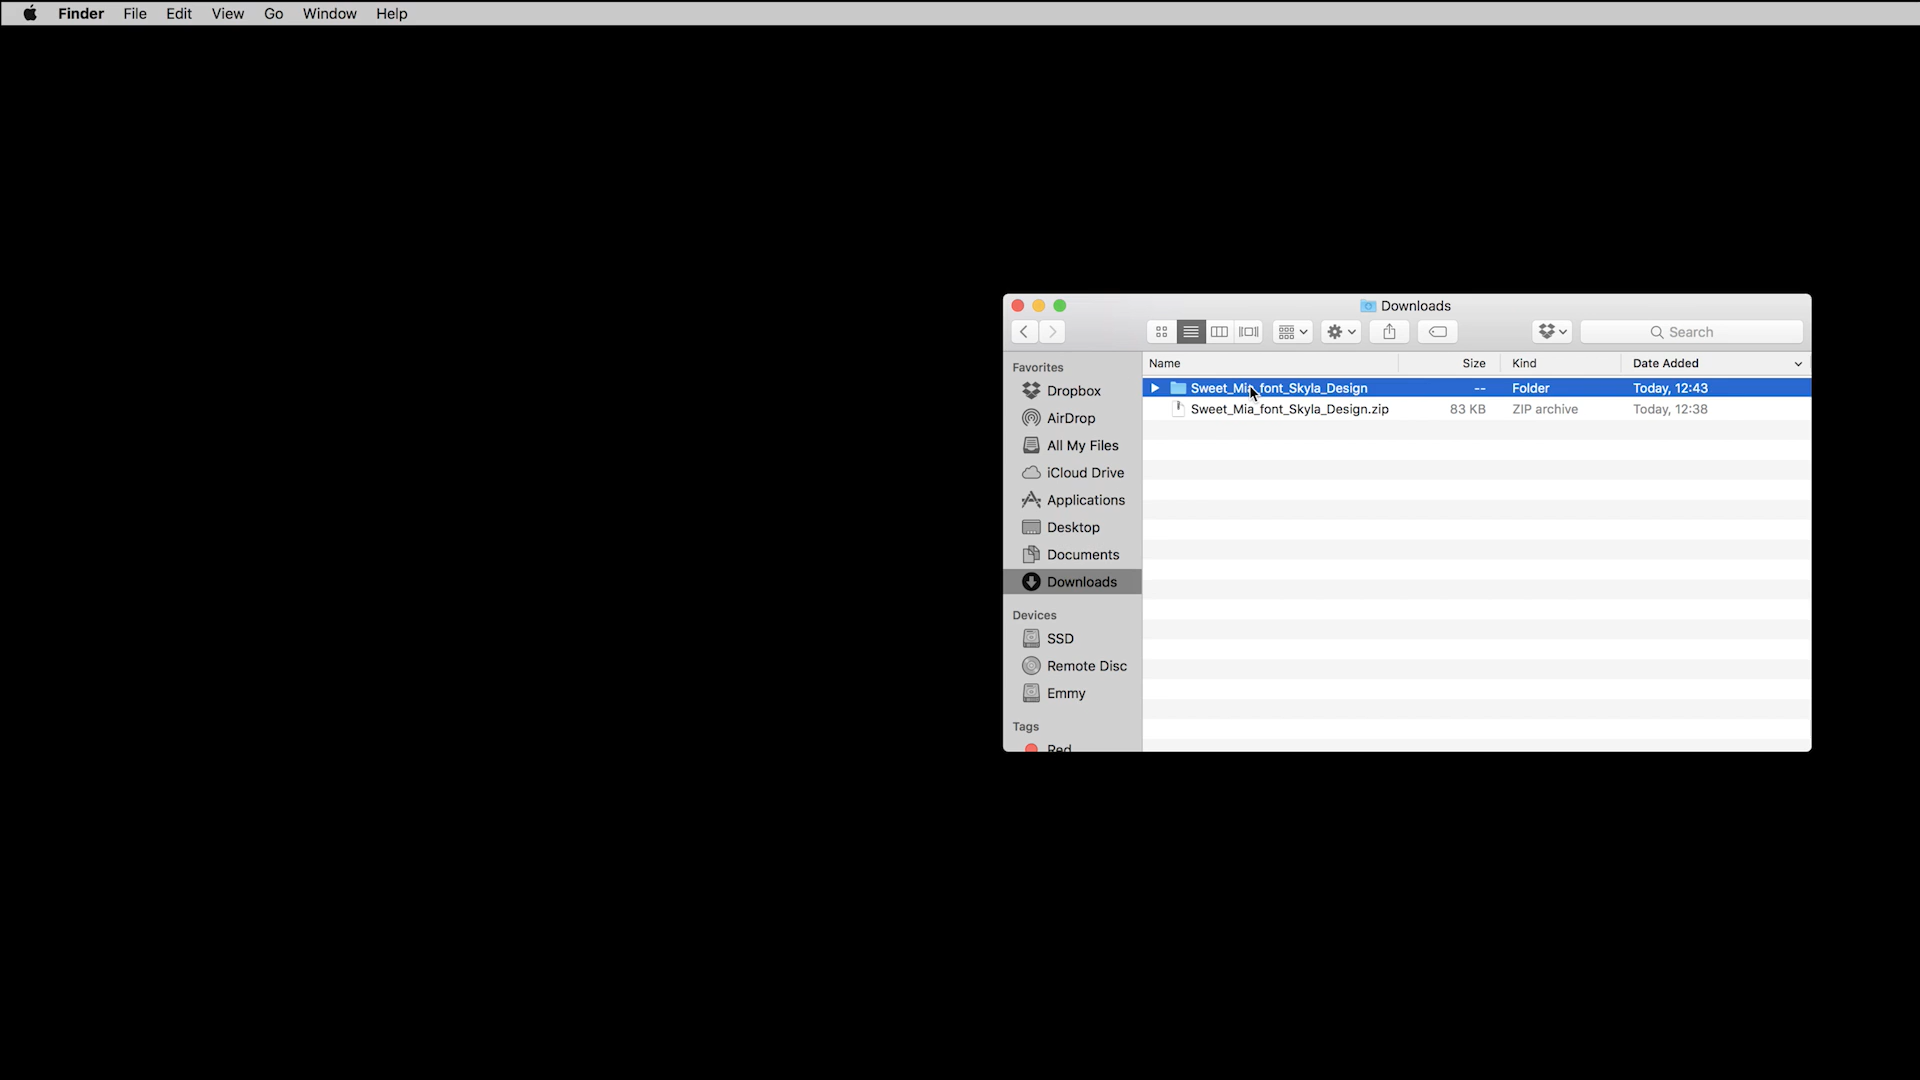 Finder File Edit View Go Window Help
Downloads
Search
Favorites
Dropbox
AirDrop
All My Files
iCloud Drive
Applications
Desktop
Documents
Downloads
Devices
SSD
Remote Disc
Emmy
Tags
Red
Name Size Kind Date Added
Sweet_Mia_font_Skyla_Design -- Folder Today, 12:43
Sweet_Mia_font_Skyla_Design.zip 83 KB ZIP archive Today, 12:38